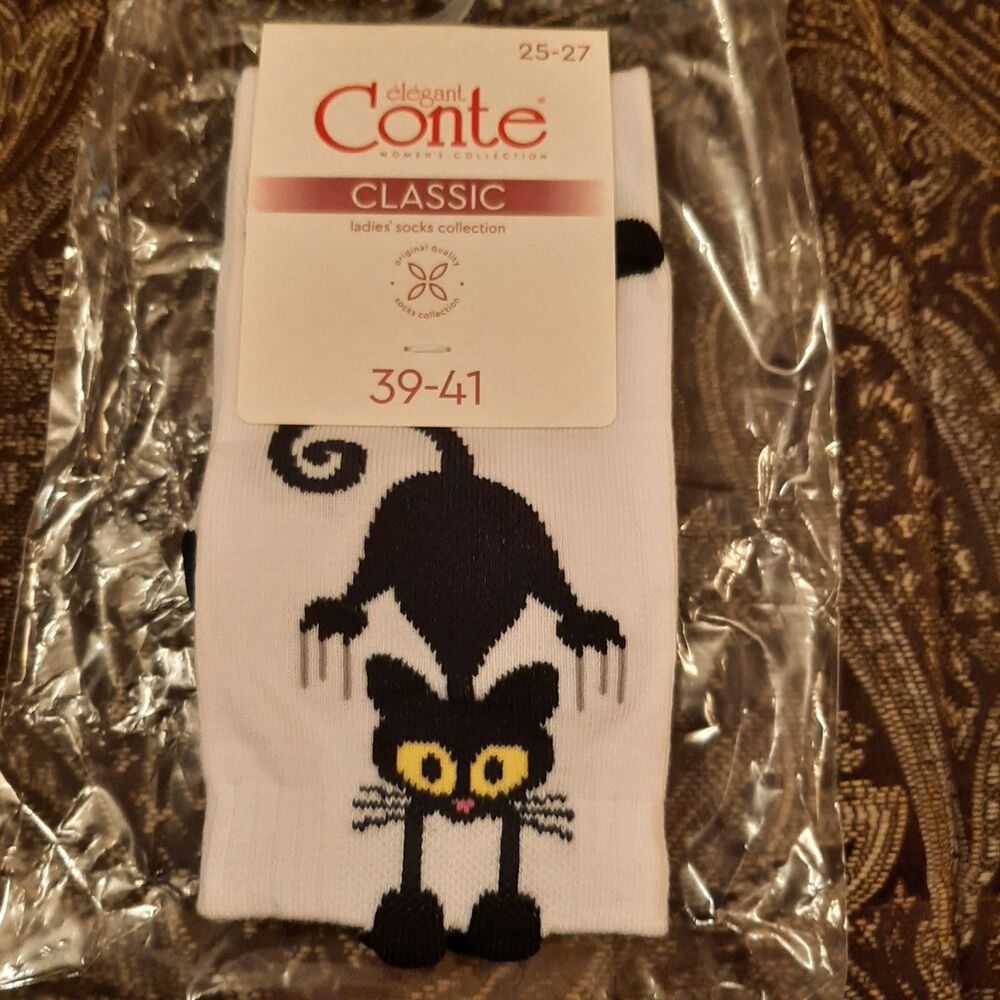 25-27
élégant
Conte®
WOMEN'S COLLECTION
CLASSIC
ladies' socks collection
original quality
socks collection
39-41